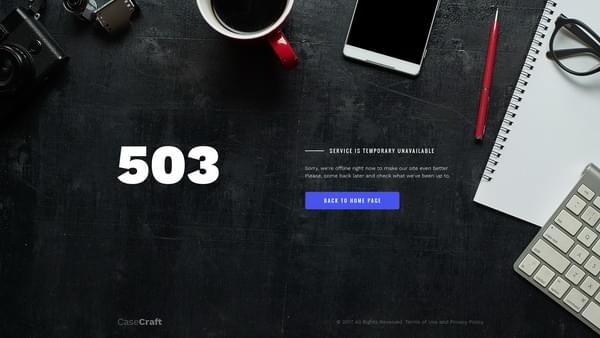 503
SERVICE IS TEMPORARY UNAVAILABLE
Sorry, we're offline right now to make our site even better.
Please, come back later and check what we've been up to.
BACK TO HOME PAGE
CaseCraft
© 2017 All Rights Reserved. Terms of Use and Privacy Policy